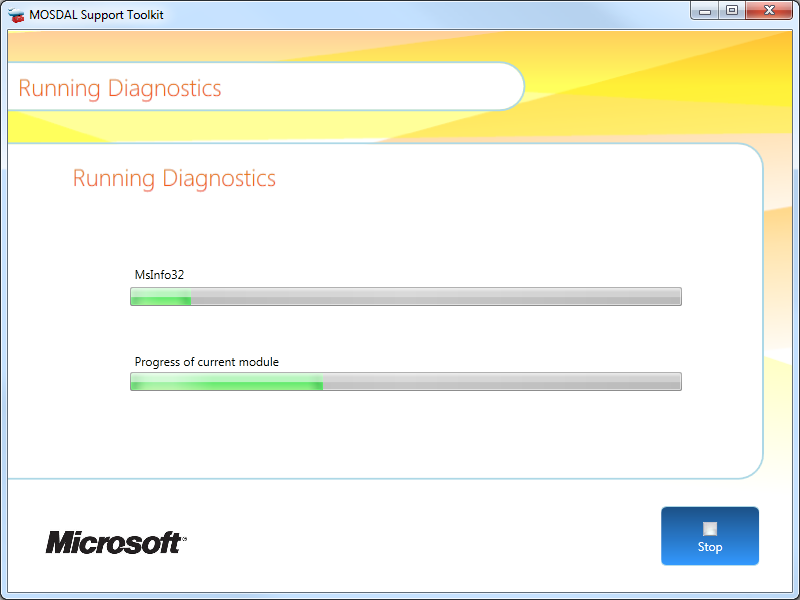 MOSDAL Support Toolkit
Running Diagnostics
Running Diagnostics
MsInfo32
Progress of current module
Microsoft®
Stop